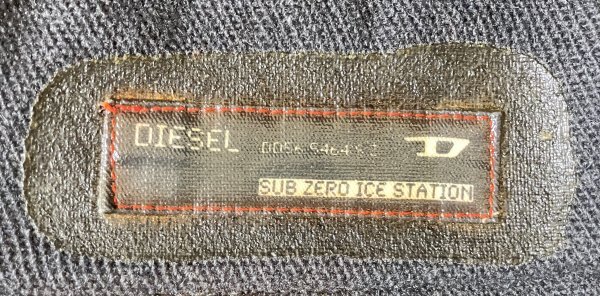 DIESEL
D
SUB ZERO ICE STATION